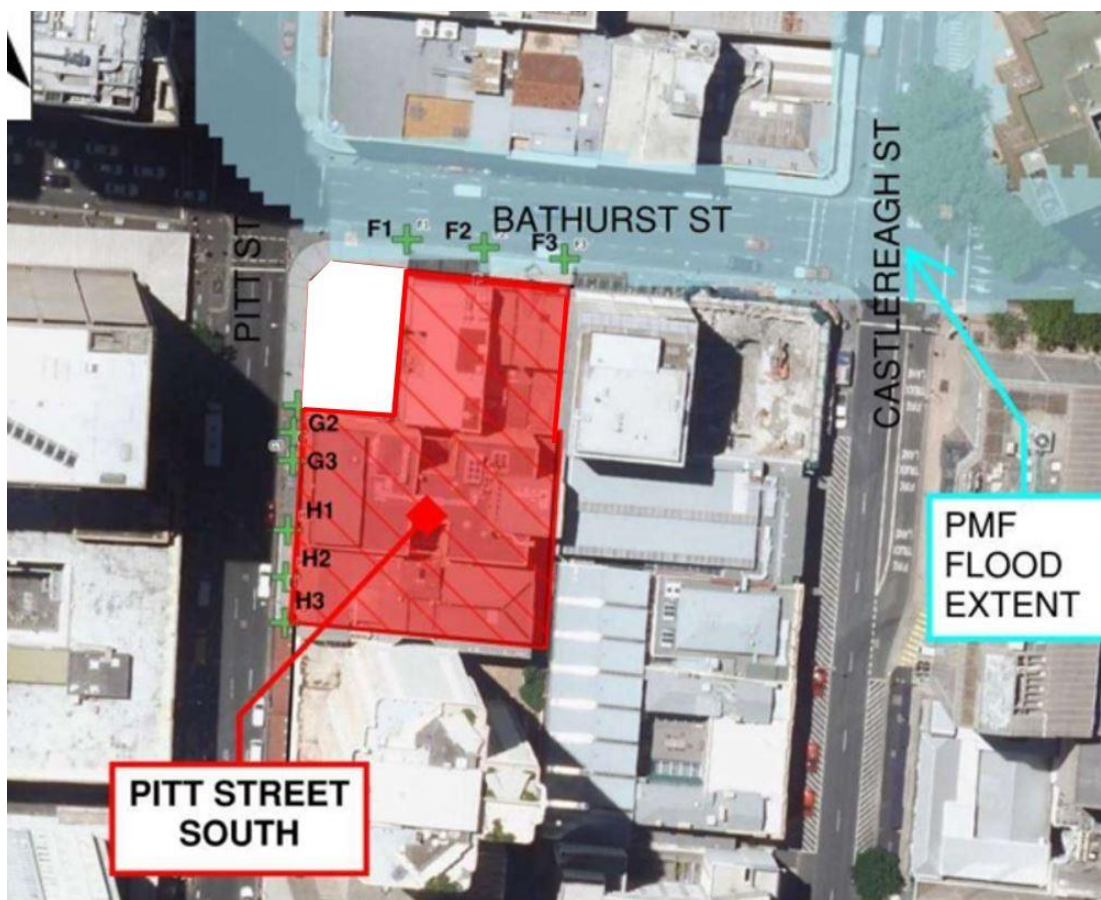 PITT ST
F1
F2
BATHURST ST
F3
CASTLEREAGH ST
G2
G3
H1
H2
H3
PMF
FLOOD
EXTENT
PITT STREET
SOUTH